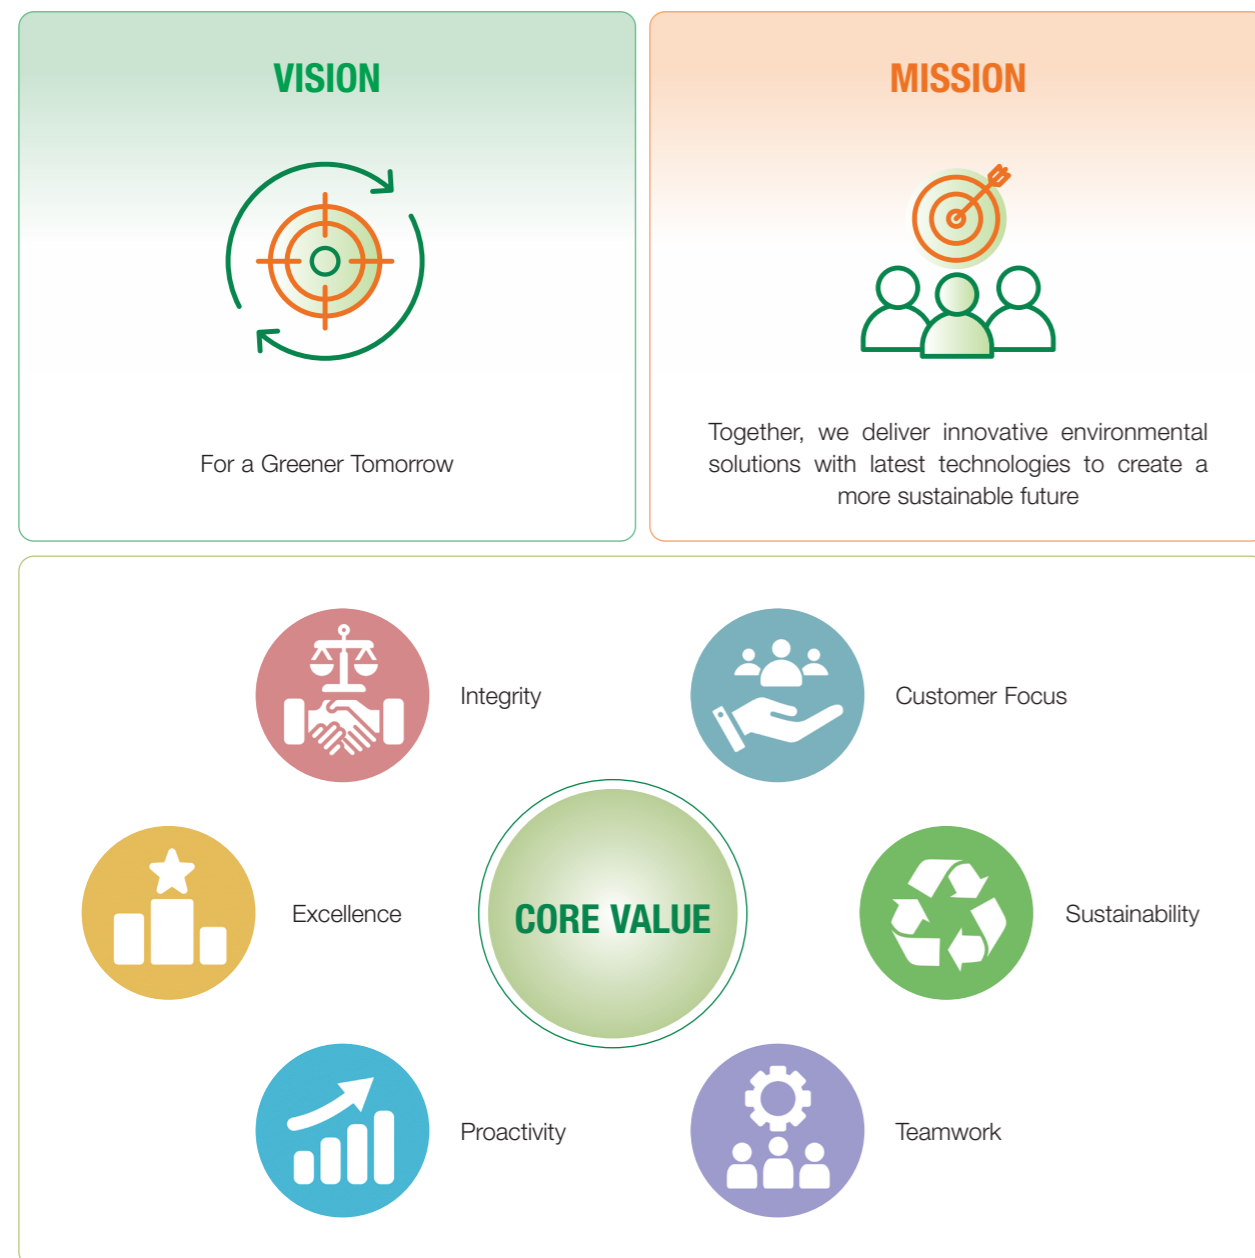 VISION
For a Greener Tomorrow
MISSION
Together, we deliver innovative environmental
solutions with latest technologies to create a
more sustainable future
Integrity
Customer Focus
Excellence
CORE VALUE
Sustainability
Proactivity
Teamwork